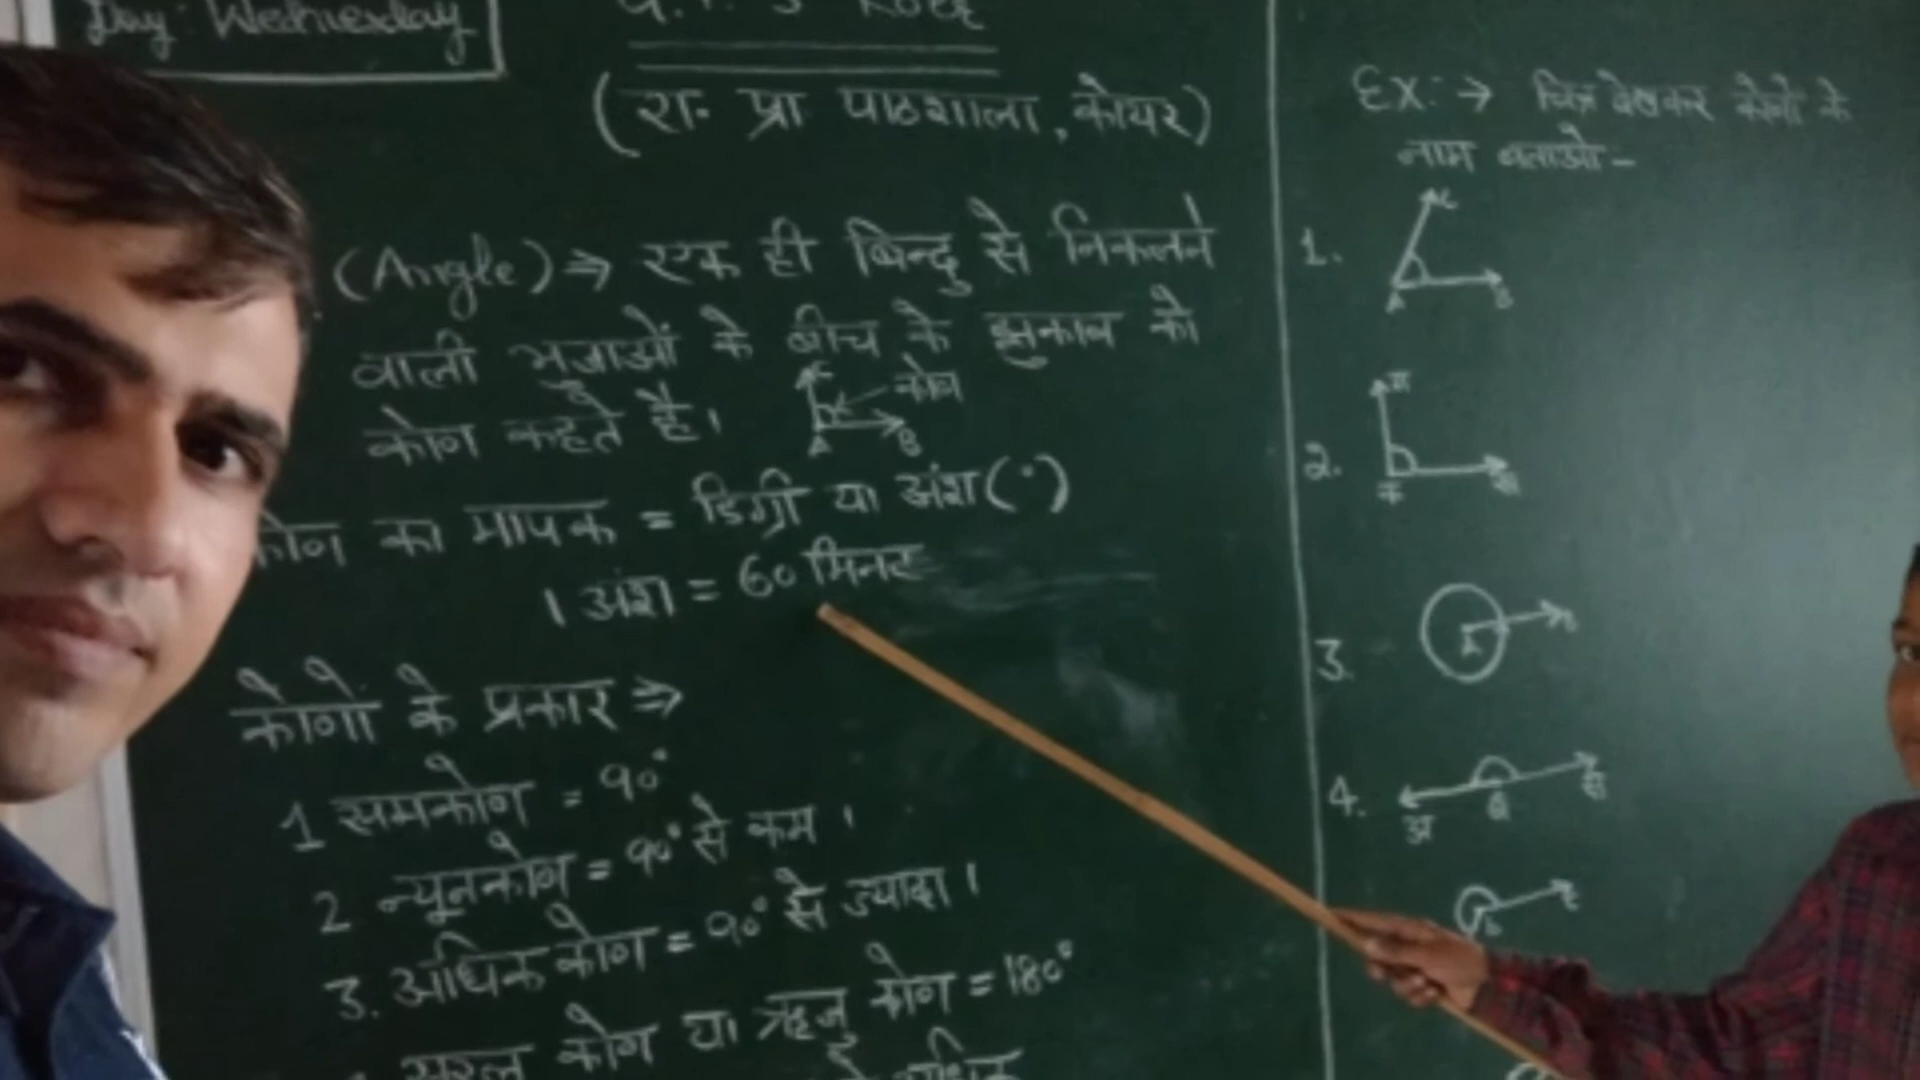 Day: Wednesday
(रा. प्रा पाठशाला, कोयर)
(Angle) ⇒ एक ही बिन्दु से निकलने
वाली भुजाओं के बीच के झुकाव को
कोण कहते है।
कोण
A B
कोण का मापक = डिग्री या अंश (°)
1 अंश = 60 मिनट
कोणों के प्रकार ⇒
1 समकोण = 90°
2 न्यूनकोण = 90° से कम।
3. अधिक कोण = 90° से ज्यादा।
सरल कोण या ऋजु कोण = 180°
Ex: → चित्र देखकर कोणों के
नाम बताओ-
1.
A B
2.
क
3.
4.
अ ब स